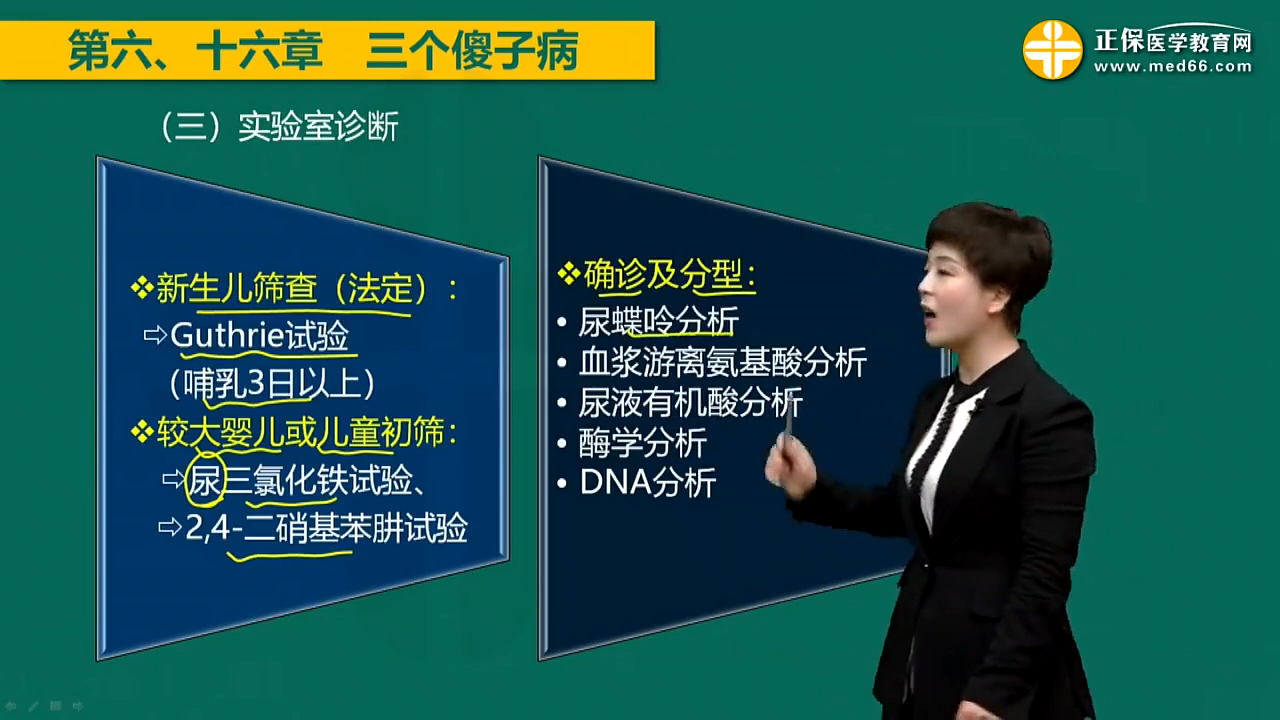 第六、十六章 三个傻子病
正保医学教育网
www.med66.com
（三）实验室诊断
❖新生儿筛查（法定）：
⇨Guthrie试验
（哺乳3日以上）
❖较大婴儿或儿童初筛：
⇨尿三氯化铁试验、
⇨2,4-二硝基苯肼试验
❖确诊及分型：
• 尿蝶呤分析
• 血浆游离氨基酸分析
• 尿液有机酸分析
• 酶学分析
• DNA分析